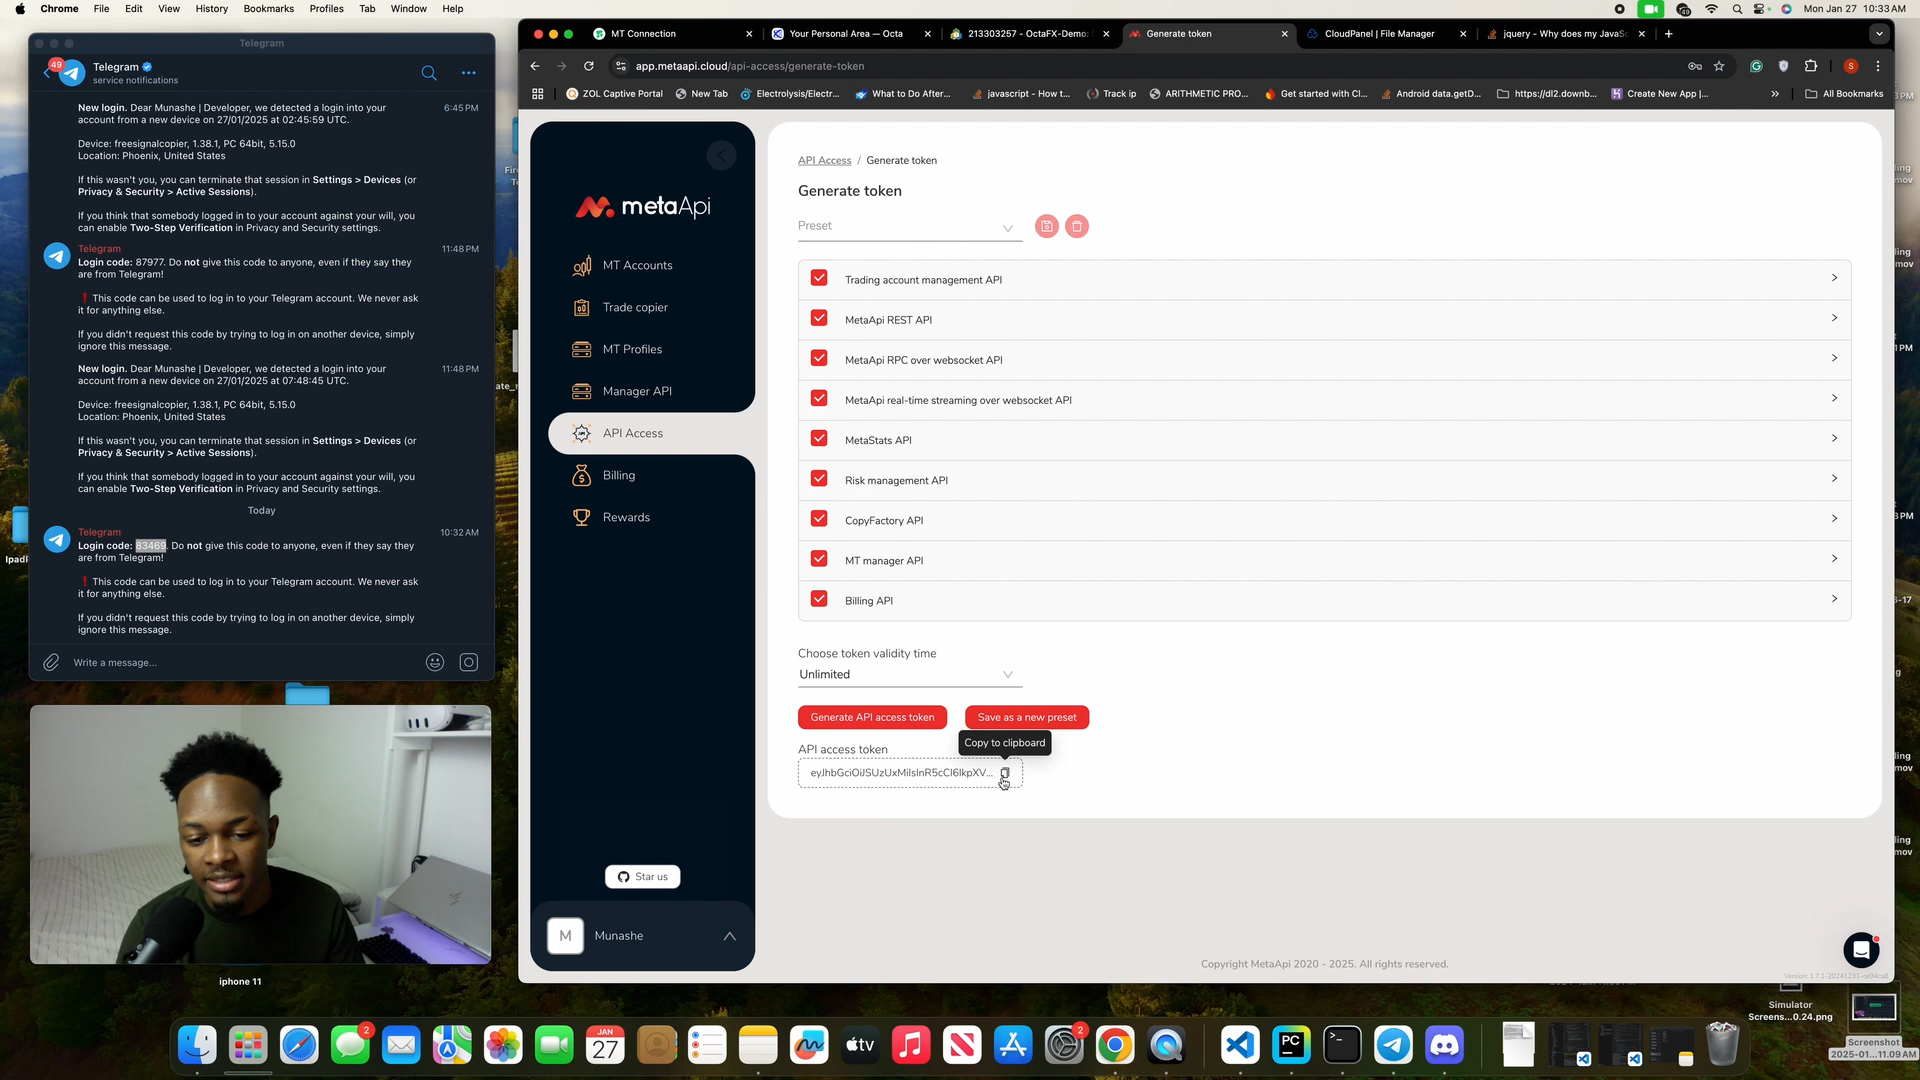 Chrome File Edit View History Bookmarks Profiles Tab Window Help
Mon Jan 27 10:33 AM
Telegram
49
Telegram
service notifications
New login. Dear Munashe | Developer, we detected a login into your
account from a new device on 27/01/2025 at 02:45:59 UTC.
6:45 PM
Device: freesignalcopier, 1.38.1, PC 64bit, 5.15.0
Location: Phoenix, United States
If this wasn't you, you can terminate that session in Settings > Devices (or
Privacy & Security > Active Sessions).
If you think that somebody logged in to your account against your will, you
can enable Two-Step Verification in Privacy and Security settings.
Telegram
11:48 PM
Login code: 87977. Do not give this code to anyone, even if they say they
are from Telegram!
❗ This code can be used to log in to your Telegram account. We never ask
it for anything else.
If you didn't request this code by trying to log in on another device, simply
ignore this message.
New login. Dear Munashe | Developer, we detected a login into your
account from a new device on 27/01/2025 at 07:48:45 UTC.
11:48 PM
Device: freesignalcopier, 1.38.1, PC 64bit, 5.15.0
Location: Phoenix, United States
If this wasn't you, you can terminate that session in Settings > Devices (or
Privacy & Security > Active Sessions).
If you think that somebody logged in to your account against your will, you
can enable Two-Step Verification in Privacy and Security settings.
Today
Telegram
10:32 AM
Login code: 83469. Do not give this code to anyone, even if they say they
are from Telegram!
❗ This code can be used to log in to your Telegram account. We never ask
it for anything else.
If you didn't request this code by trying to log in on another device, simply
ignore this message.
Write a message...
MT Connection
Your Personal Area — Octa
213303257 - OctaFX-Demo:
Generate token
CloudPanel | File Manager
jquery - Why does my JavaSc
app.metaapi.cloud/api-access/generate-token
S
ZOL Captive Portal
New Tab
Electrolysis/Electr...
What to Do After...
javascript - How t...
Track ip
ARITHMETIC PRO...
Get started with Cl...
Android data.getD...
https://dl2.downb...
Create New App |...
All Bookmarks
metaApi
MT Accounts
Trade copier
MT Profiles
Manager API
API Access
Billing
Rewards
Star us
M
Munashe
API Access / Generate token
Generate token
Preset
Trading account management API
MetaApi REST API
MetaApi RPC over websocket API
MetaApi real-time streaming over websocket API
MetaStats API
Risk management API
CopyFactory API
MT manager API
Billing API
Choose token validity time
Unlimited
Generate API access token
Save as a new preset
Copy to clipboard
API access token
Copyright MetaApi 2020 - 2025. All rights reserved.
iphone 11
Simulator
Screens...0.24.png
Screenshot
2025-01...11.09 AM
2
JAN
27
tv
2
PC